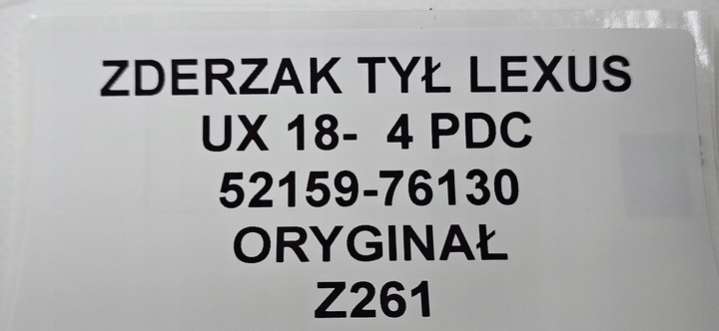 ZDERZAK TYŁ LEXUS
UX 18-  4 PDC
52159-76130
ORYGINAŁ
Z261